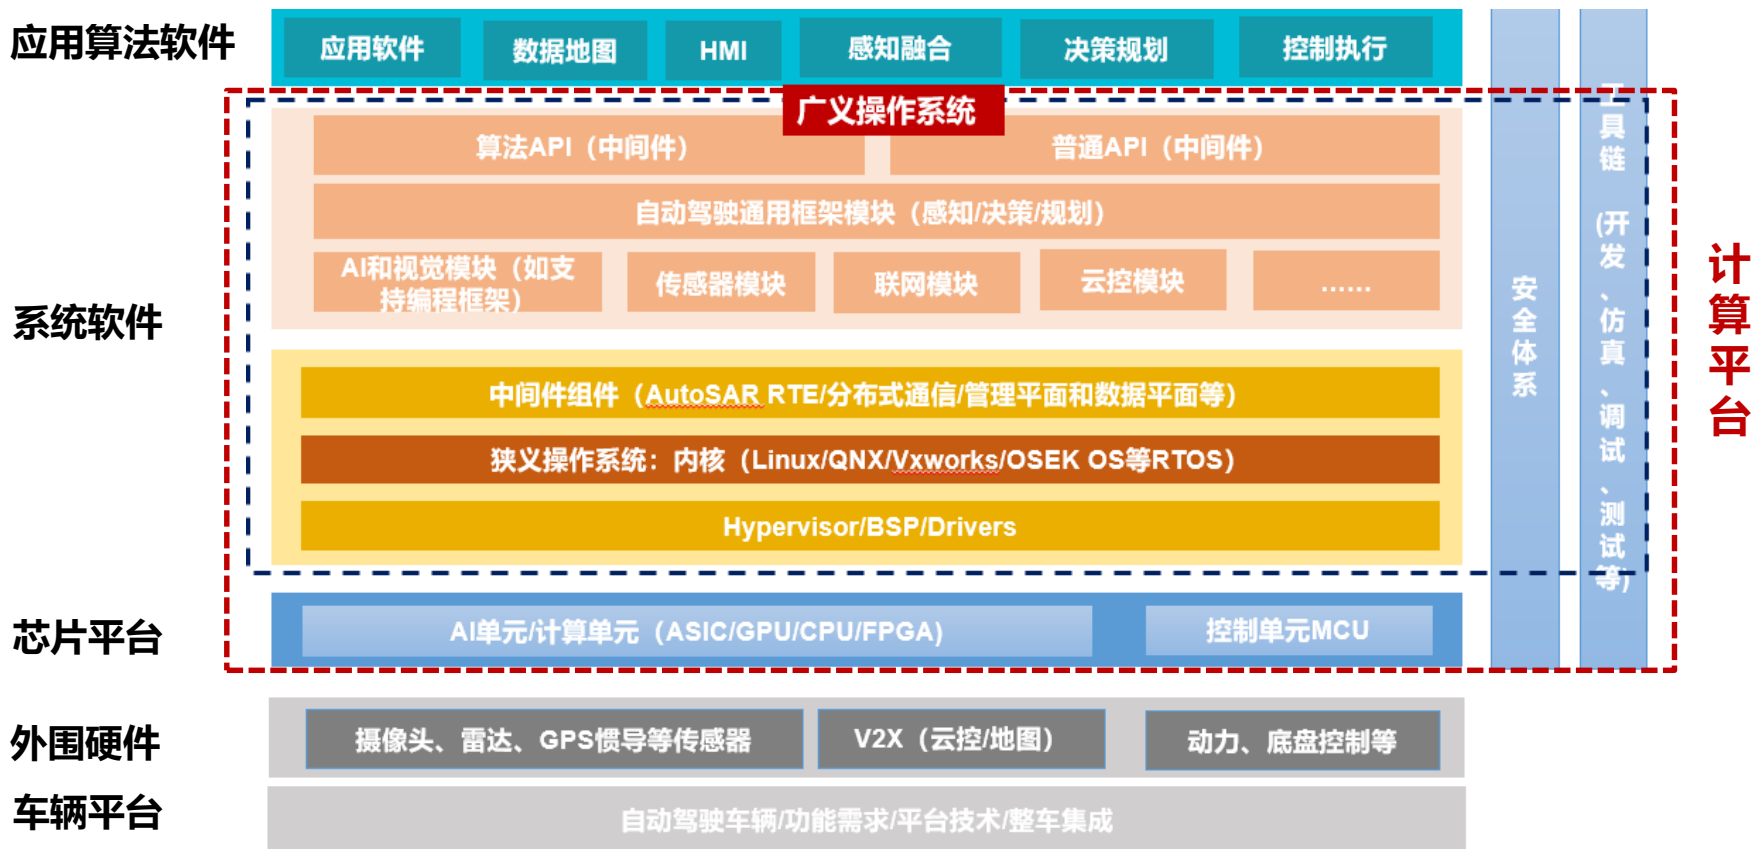 应用算法软件
应用软件
数据地图
HMI
感知融合
决策规划
控制执行
广义操作系统
算法API（中间件）
普通API（中间件）
自动驾驶通用框架模块（感知/决策/规划）
系统软件
AI和视觉模块（如支
持编程框架）
传感器模块
联网模块
云控模块
……
中间件组件（AutoSAR RTE/分布式通信/管理平面和数据平面等）
狭义操作系统：内核（Linux/QNX/Vxworks/OSEK OS等RTOS）
Hypervisor/BSP/Drivers
安全体系
工具链（开发、仿真、调试、测试等)
计算平台
芯片平台
AI单元/计算单元（ASIC/GPU/CPU/FPGA)
控制单元MCU
外围硬件
摄像头、雷达、GPS惯导等传感器
V2X（云控/地图）
动力、底盘控制等
车辆平台
自动驾驶车辆/功能需求/平台技术/整车集成